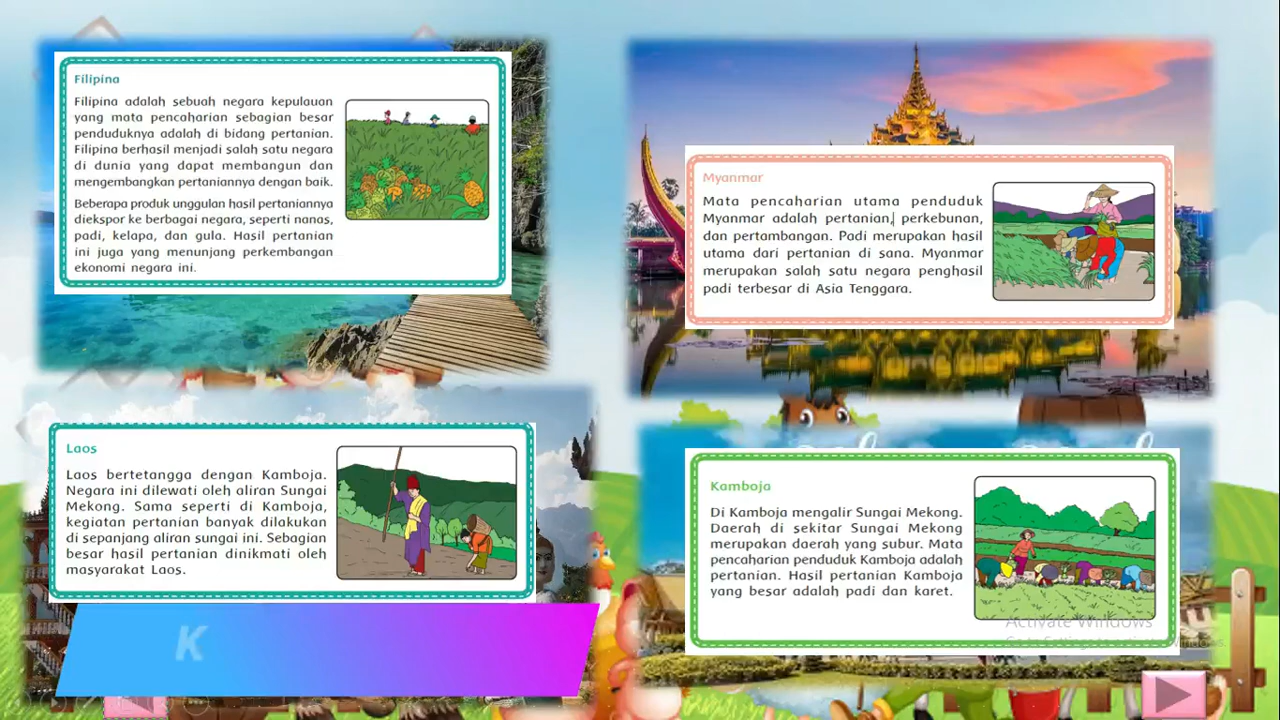 Filipina
Filipina adalah sebuah negara kepulauan
yang mata pencaharian sebagian besar
penduduknya adalah di bidang pertanian.
Filipina berhasil menjadi salah satu negara
di dunia yang dapat membangun dan
mengembangkan pertaniannya dengan baik.
Beberapa produk unggulan hasil pertaniannya
diekspor ke berbagai negara, seperti nanas,
padi, kelapa, dan gula. Hasil pertanian
ini juga yang menunjang perkembangan
ekonomi negara ini.
Myanmar
Mata pencaharian utama penduduk
Myanmar adalah pertanian, perkebunan,
dan pertambangan. Padi merupakan hasil
utama dari pertanian di sana. Myanmar
merupakan salah satu negara penghasil
padi terbesar di Asia Tenggara.
Laos
Laos bertetangga dengan Kamboja.
Negara ini dilewati oleh aliran Sungai
Mekong. Sama seperti di Kamboja,
kegiatan pertanian banyak dilakukan
di sepanjang aliran sungai ini. Sebagian
besar hasil pertanian dinikmati oleh
masyarakat Laos.
K
Kamboja
Di Kamboja mengalir Sungai Mekong.
Daerah di sekitar Sungai Mekong
merupakan daerah yang subur. Mata
pencaharian penduduk Kamboja adalah
pertanian. Hasil pertanian Kamboja
yang besar adalah padi dan karet.
Activate Windows
Go to Settings to activate Windows.